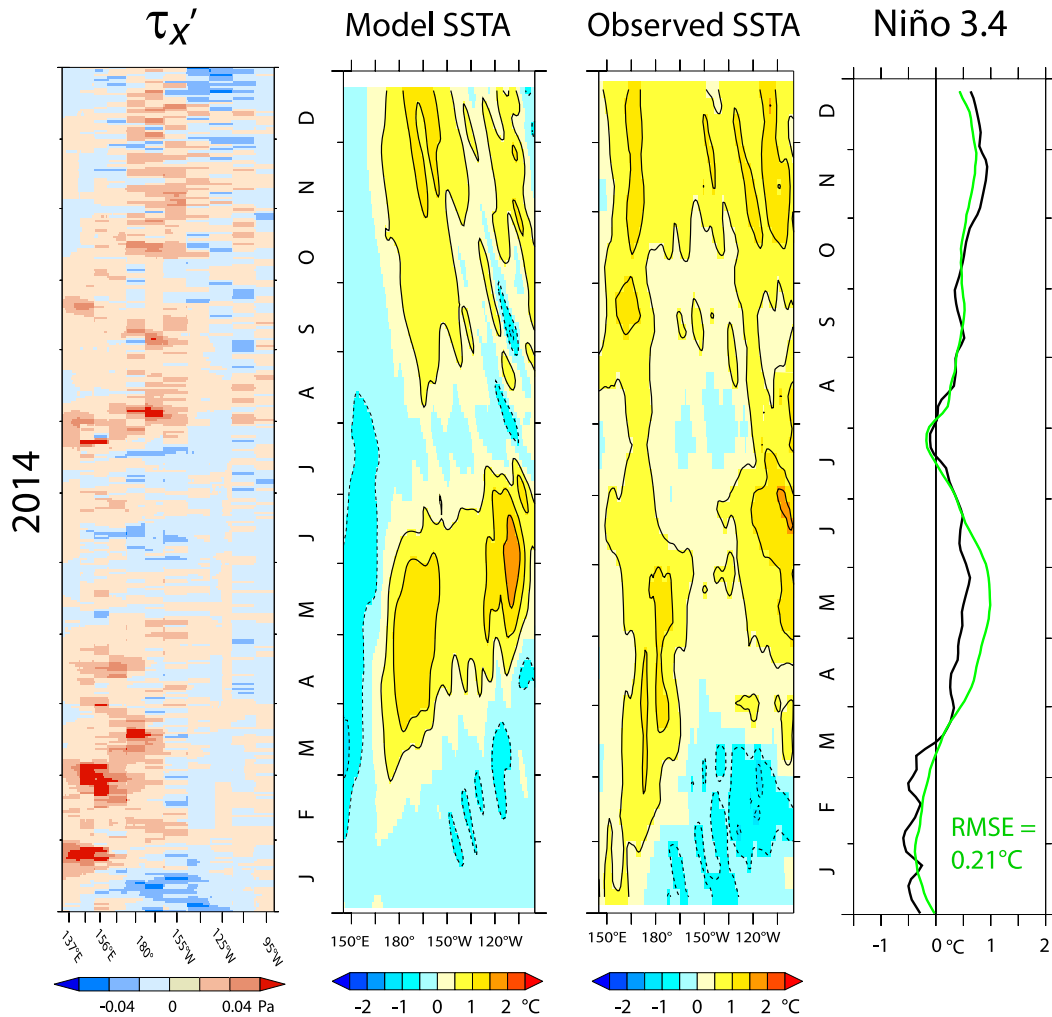 τx′
Model SSTA
Observed SSTA
Niño 3.4
2014
D
N
O
S
A
J
J
M
A
M
F
J
D
N
O
S
A
J
J
M
A
M
F
J
RMSE =
0.21°C
137°E 156°E 180° 155°W 125°W 95°W
150°E 180° 150°W 120°W
150°E 180° 150°W 120°W
-1 0 °C 1 2
-0.04 0 0.04 Pa
-2 -1 0 1 2 °C
-2 -1 0 1 2 °C